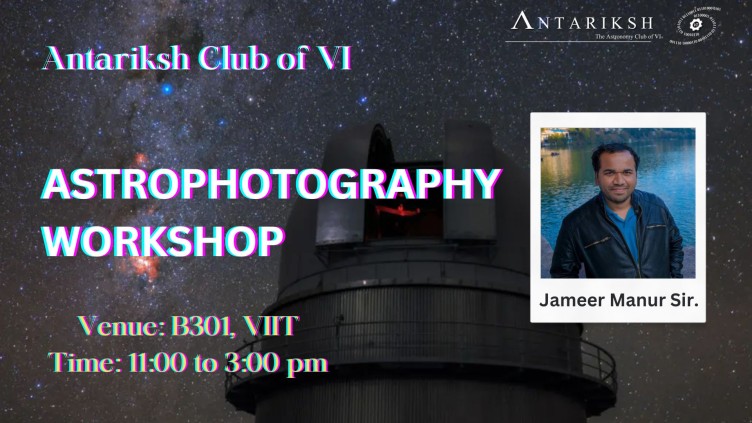 ANTARIKSH
The Astronomy Club of VI
Antariksh Club of VI
ASTROPHOTOGRAPHY
WORKSHOP
Jameer Manur Sir.
Venue: B301, VIIT
Time: 11:00 to 3:00 pm